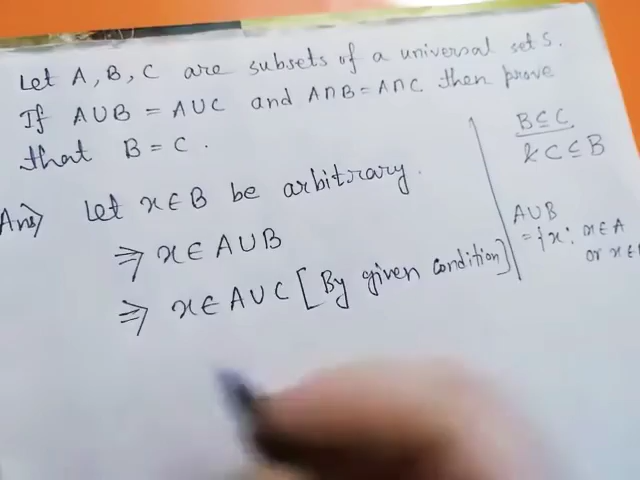 Let A, B, C are subsets of a universal set S.
If A∪B = A∪C and A∩B = A∩C then prove
that B = C.
Ans⇒ Let x∈B be arbitrary.
⇒ x∈A∪B
⇒ x∈A∪C [By given condition]
B⊆C
& C⊆B
A∪B
={x: x∈A
or x∈